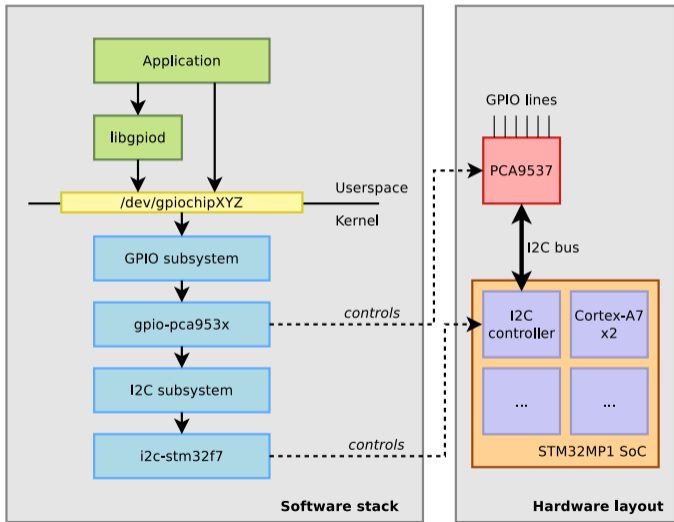 Application
libgpiod
/dev/gpiochipXYZ
Userspace
Kernel
GPIO subsystem
gpio-pca953x
controls
I2C subsystem
i2c-stm32f7
controls
Software stack
GPIO lines
PCA9537
I2C bus
I2C
controller
Cortex-A7
x2
...
...
STM32MP1 SoC
Hardware layout